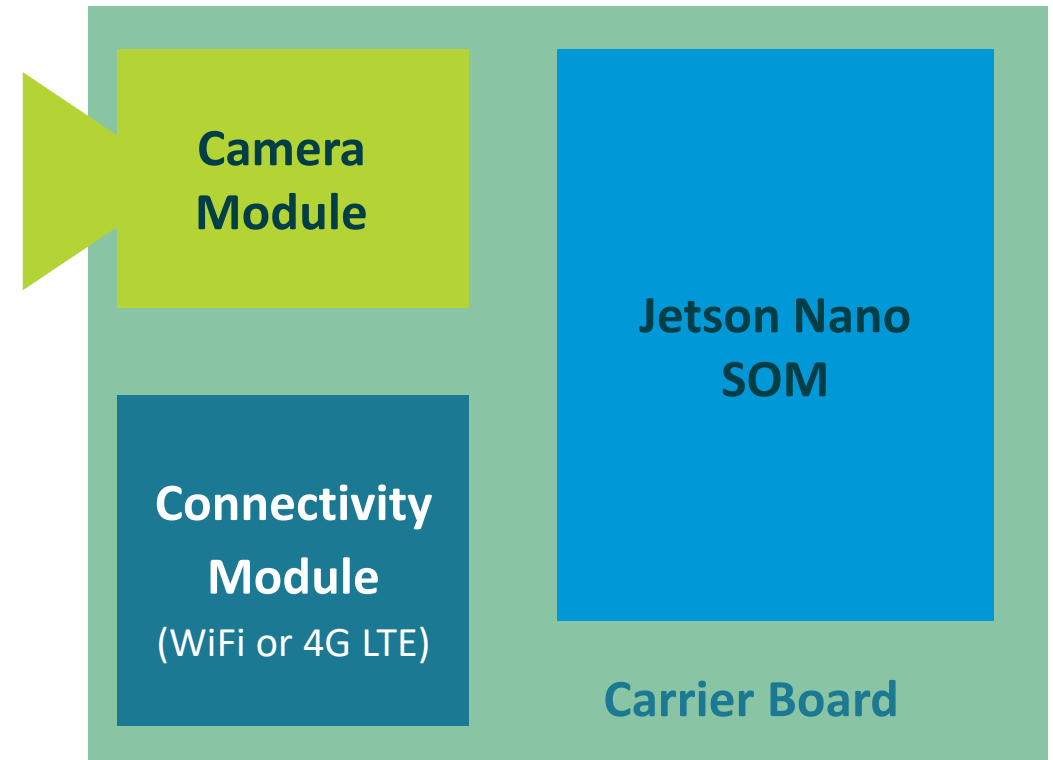 Camera
Module
Jetson Nano
SOM
Connectivity
Module
(WiFi or 4G LTE)
Carrier Board